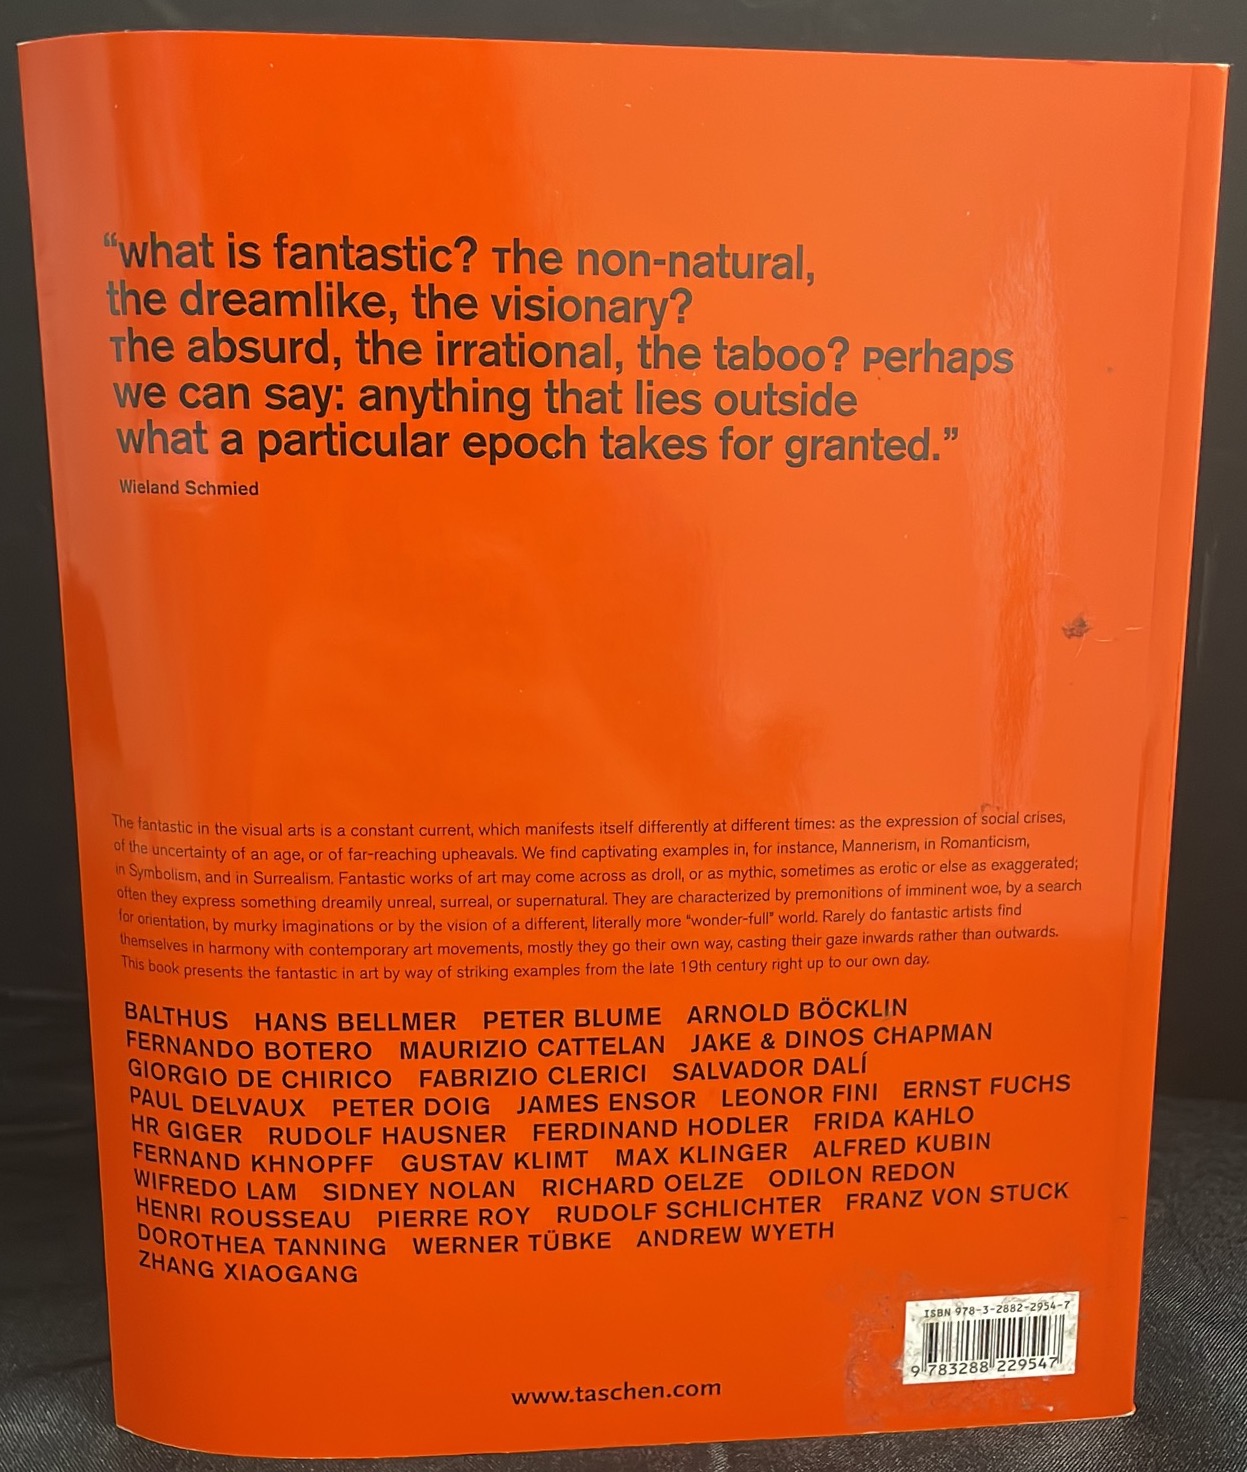 “what is fantastic? The non-natural,
the dreamlike, the visionary?
The absurd, the irrational, the taboo? Perhaps
we can say: anything that lies outside
what a particular epoch takes for granted.”
Wieland Schmied
The fantastic in the visual arts is a constant current, which manifests itself differently at different times: as the expression of social crises,
of the uncertainty of an age, or of far-reaching upheavals. We find captivating examples in, for instance, Mannerism, in Romanticism,
in Symbolism, and in Surrealism. Fantastic works of art may come across as droll, or as mythic, sometimes as erotic or else as exaggerated;
often they express something dreamily unreal, surreal, or supernatural. They are characterized by premonitions of imminent woe, by a search
for orientation, by murky imaginations or by the vision of a different, literally more "wonder-full" world. Rarely do fantastic artists find
themselves in harmony with contemporary art movements, mostly they go their own way, casting their gaze inwards rather than outwards.
This book presents the fantastic in art by way of striking examples from the late 19th century right up to our own day.
BALTHUS HANS BELLMER PETER BLUME ARNOLD BÖCKLIN
FERNANDO BOTERO MAURIZIO CATTELAN JAKE & DINOS CHAPMAN
GIORGIO DE CHIRICO FABRIZIO CLERICI SALVADOR DALÍ
PAUL DELVAUX PETER DOIG JAMES ENSOR LEONOR FINI ERNST FUCHS
HR GIGER RUDOLF HAUSNER FERDINAND HODLER FRIDA KAHLO
FERNAND KHNOPFF GUSTAV KLIMT MAX KLINGER ALFRED KUBIN
WIFREDO LAM SIDNEY NOLAN RICHARD OELZE ODILON REDON
HENRI ROUSSEAU PIERRE ROY RUDOLF SCHLICHTER FRANZ VON STUCK
DOROTHEA TANNING WERNER TÜBKE ANDREW WYETH
ZHANG XIAOGANG
ISBN 978-3-2882-2954-7
9 783288 229547
www.taschen.com